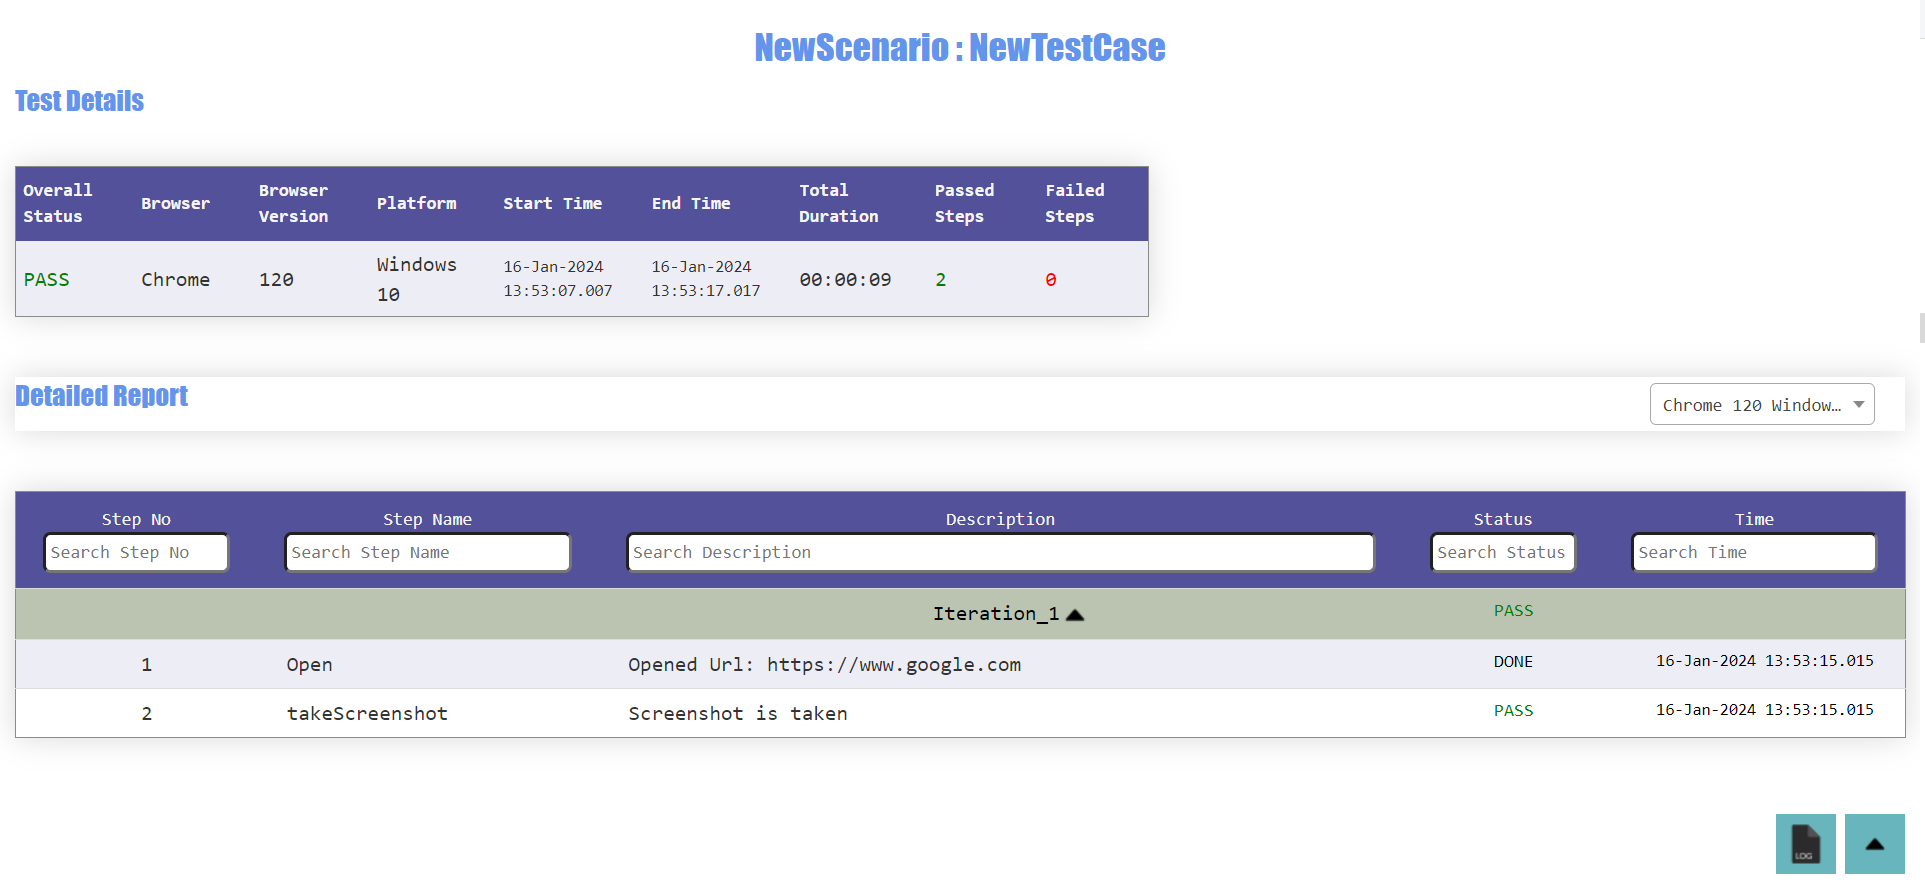 NewScenario : NewTestCase
Test Details
Overall Status Browser Browser Version Platform Start Time End Time Total Duration Passed Steps Failed Steps
PASS Chrome 120 Windows 10 16-Jan-2024 13:53:07.007 16-Jan-2024 13:53:17.017 00:00:09 2 0
Detailed Report
Chrome 120 Window...
Step No Step Name Description Status Time
Search Step No Search Step Name Search Description Search Status Search Time
Iteration_1 PASS
1 Open Opened Url: https://www.google.com DONE 16-Jan-2024 13:53:15.015
2 takeScreenshot Screenshot is taken PASS 16-Jan-2024 13:53:15.015
LOG